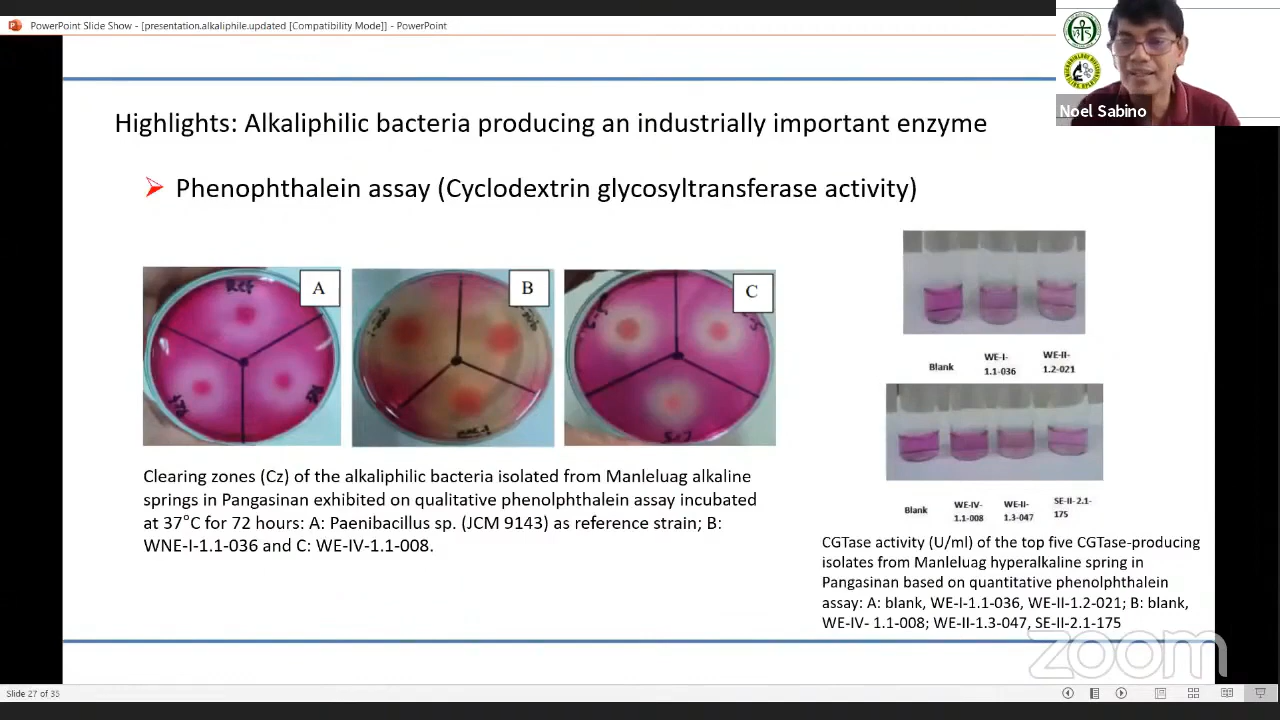 PowerPoint Slide Show - [presentation.alkaliphile.updated [Compatibility Mode]] - PowerPoint
Noel Sabino
Highlights: Alkaliphilic bacteria producing an industrially important enzyme
Phenophthalein assay (Cyclodextrin glycosyltransferase activity)
A
B
C
Ref
Blank
WE-I-
1.1-036
WE-II-
1.2-021
Blank
WE-IV-
1.1-008
WE-II-
1.3-047
SE-II-2.1-
175
Clearing zones (Cz) of the alkaliphilic bacteria isolated from Manleluag alkaline
springs in Pangasinan exhibited on qualitative phenolphthalein assay incubated
at 37°C for 72 hours: A: Paenibacillus sp. (JCM 9143) as reference strain; B:
WNE-I-1.1-036 and C: WE-IV-1.1-008.
CGTase activity (U/ml) of the top five CGTase-producing
isolates from Manleluag hyperalkaline spring in
Pangasinan based on quantitative phenolphthalein
assay: A: blank, WE-I-1.1-036, WE-II-1.2-021; B: blank,
WE-IV- 1.1-008; WE-II-1.3-047, SE-II-2.1-175
zoom
Slide 27 of 35